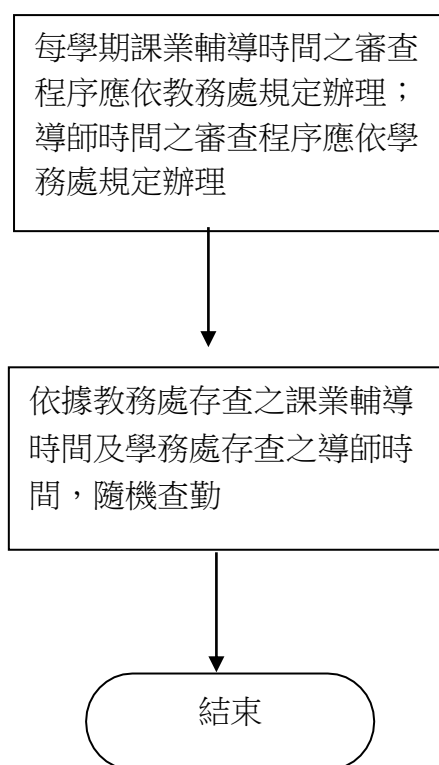 每學期課業輔導時間之審查
程序應依教務處規定辦理；
導師時間之審查程序應依學
務處規定辦理
依據教務處存查之課業輔導
時間及學務處存查之導師時
間，隨機查勤
結束